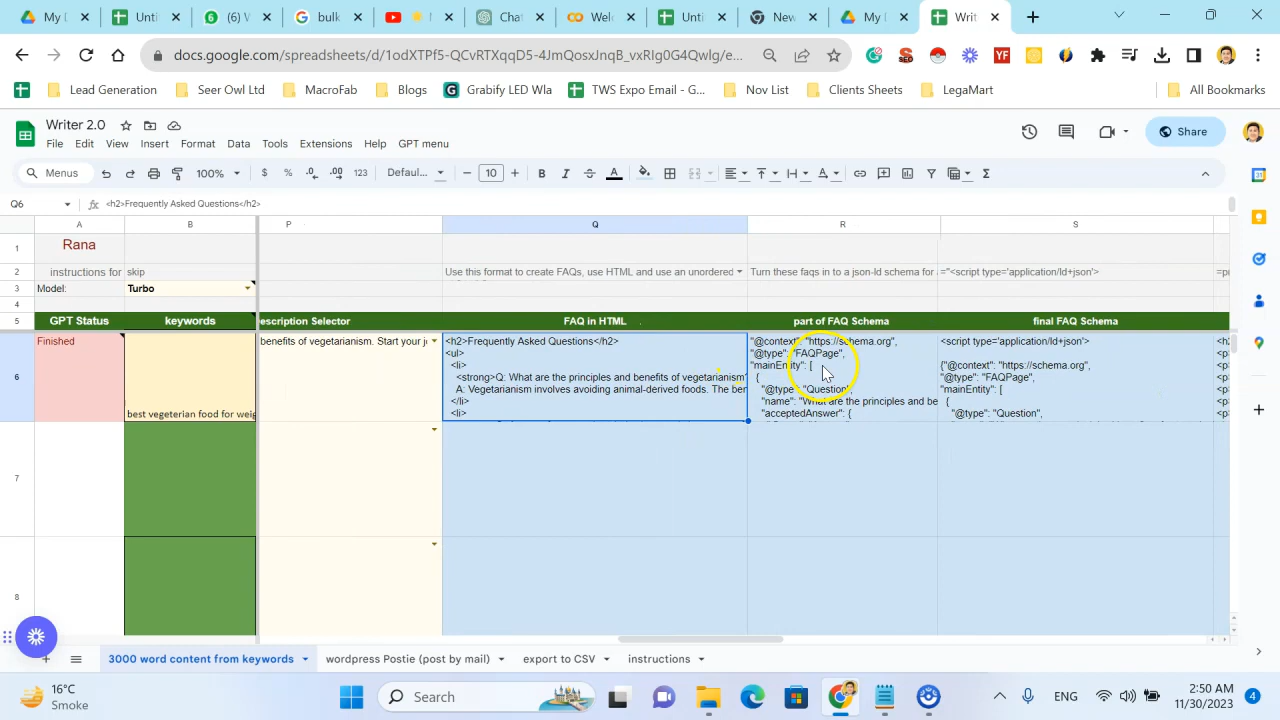 My D
Untit
(6) V
bulk
Chat
Welc
Untit
New
My D
Writ
docs.google.com/spreadsheets/d/1odXTPf5-QCvRTXqqD5-4JmQosxJnqB_vxRIg0G4QwIg/e...
Lead Generation
Seer Owl Ltd
MacroFab
Blogs
Grabify LED Wla
TWS Expo Email - G...
Nov List
Clients Sheets
LegaMart
All Bookmarks
Writer 2.0
File Edit View Insert Format Data Tools Extensions Help GPT menu
Share
Menus 100% $ % .0 .00 123 Defaul... 10 B I A
Q6 fx <h2>Frequently Asked Questions</h2>
A B P Q R S
1 Rana
2 instructions for skip Use this format to create FAQs, use HTML and use an unordered Turn these faqs in to a json-ld schema for ="<script type='application/ld+json'>
3 Model: Turbo
5 GPT Status keywords escription Selector FAQ in HTML part of FAQ Schema final FAQ Schema
6
Finished
best vegeterian food for weig
benefits of vegetarianism. Start your j
<h2>Frequently Asked Questions</h2>
<ul>
<li>
<strong>Q: What are the principles and benefits of vegetarianism?
A: Vegetarianism involves avoiding animal-derived foods. The ben
</li>
<li>
"@context": "https://schema.org",
"@type": "FAQPage",
"mainEntity": [
{
"@type": "Question",
"name": "What are the principles and be
"acceptedAnswer": {
<script type='application/ld+json'>
{"@context": "https://schema.org",
"@type": "FAQPage",
"mainEntity": [
{
"@type": "Question",
7
8
3000 word content from keywords
wordpress Postie (post by mail)
export to CSV
instructions
16°C
Smoke
Search
ENG
2:50 AM
11/30/2023
4